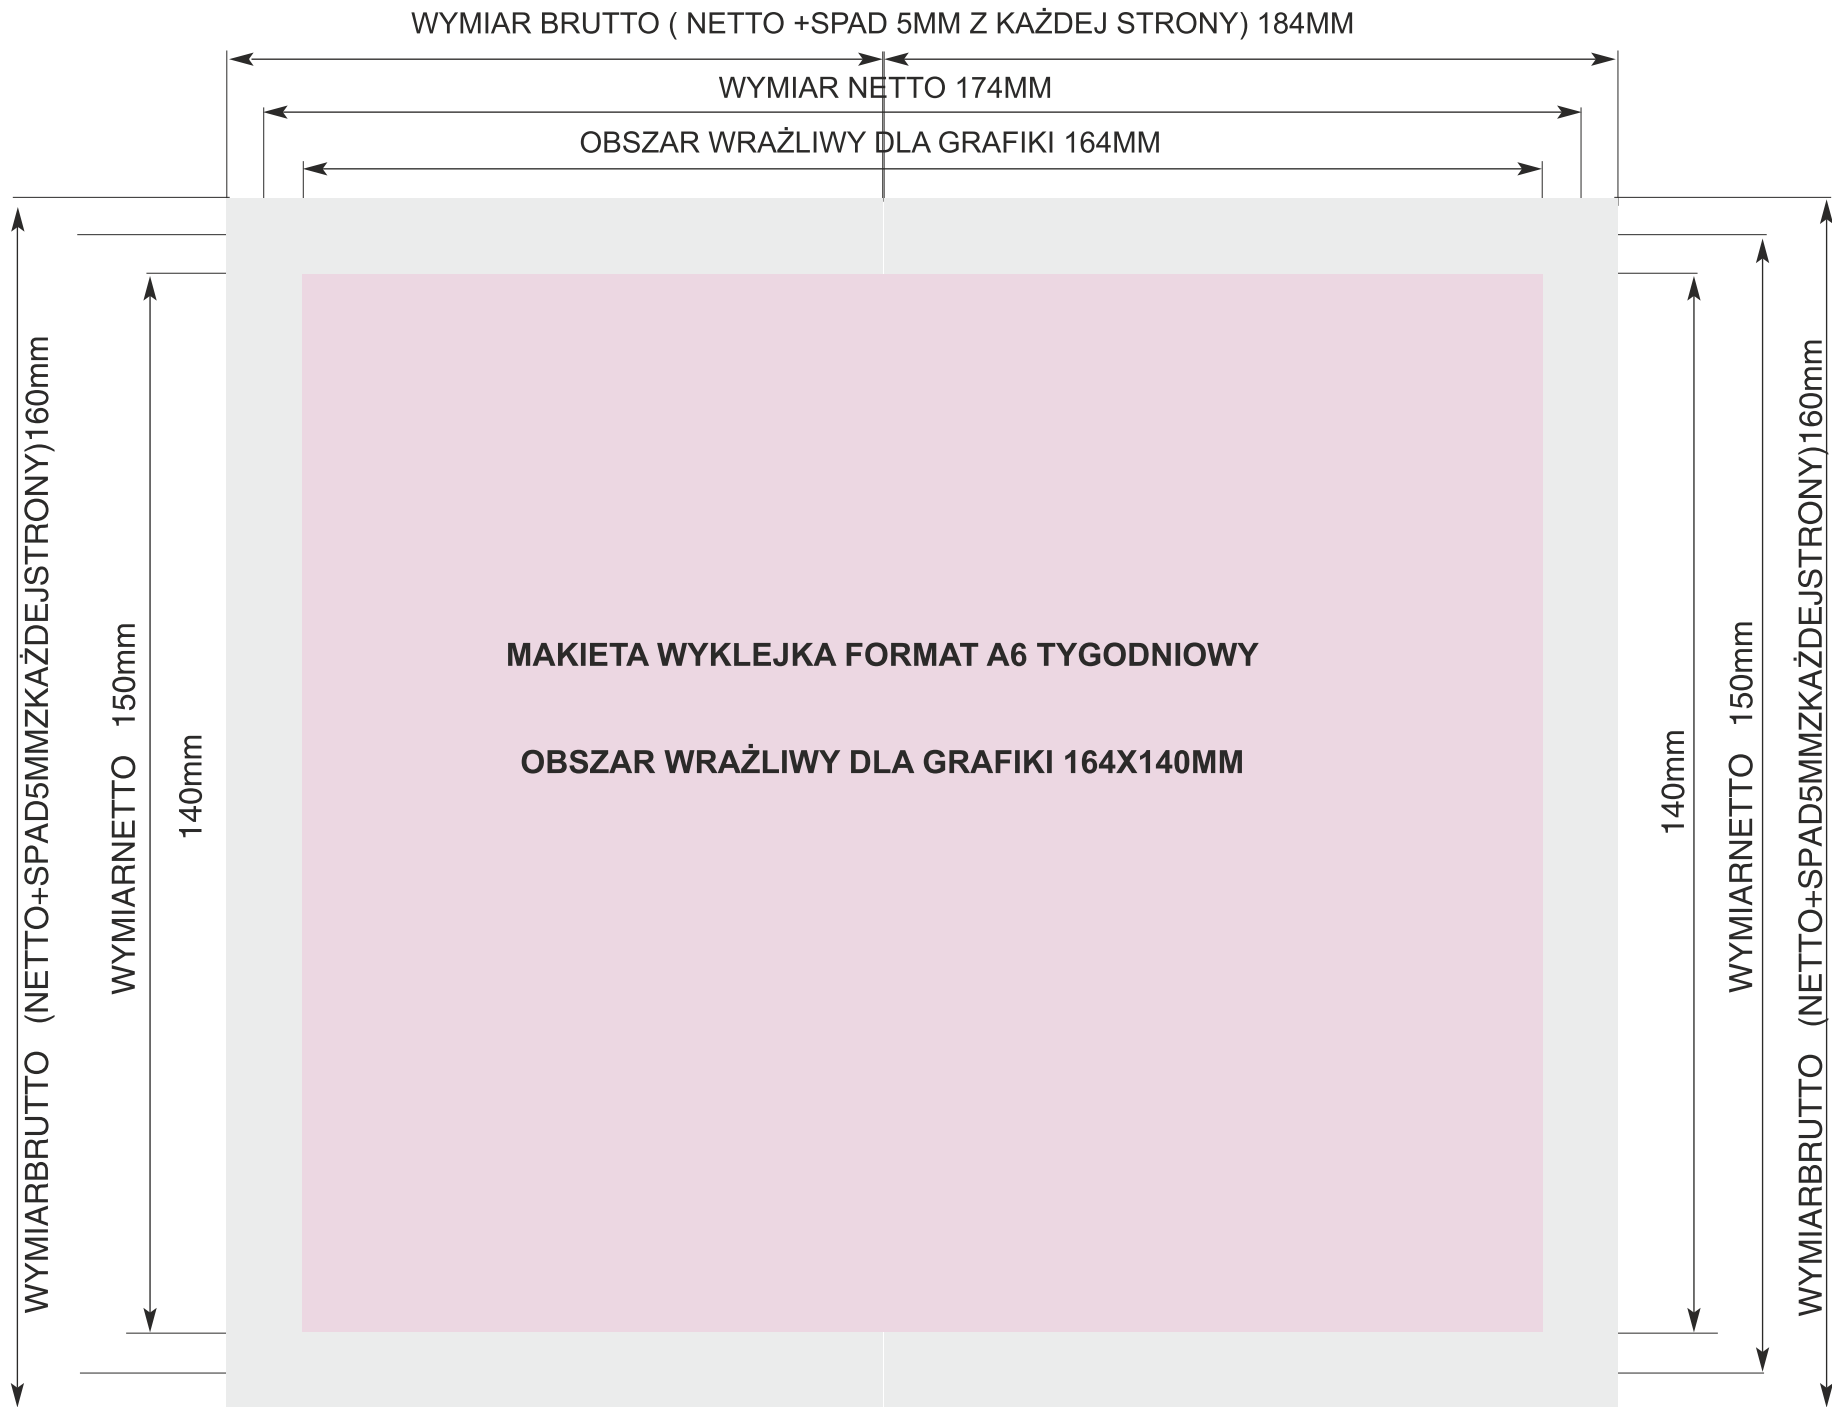 WYMIAR BRUTTO ( NETTO +SPAD 5MM Z KAŻDEJ STRONY) 184MM
WYMIAR NETTO 174MM
OBSZAR WRAŻLIWY DLA GRAFIKI 164MM
WYMIARBRUTTO (NETTO+SPAD5MMZKAŻDEJSTRONY)160mm
WYMIARNETTO 150mm
140mm
MAKIETA WYKLEJKA FORMAT A6 TYGODNIOWY
OBSZAR WRAŻLIWY DLA GRAFIKI 164X140MM
140mm
WYMIARNETTO 150mm
WYMIARBRUTTO (NETTO+SPAD5MMZKAŻDEJSTRONY)160mm